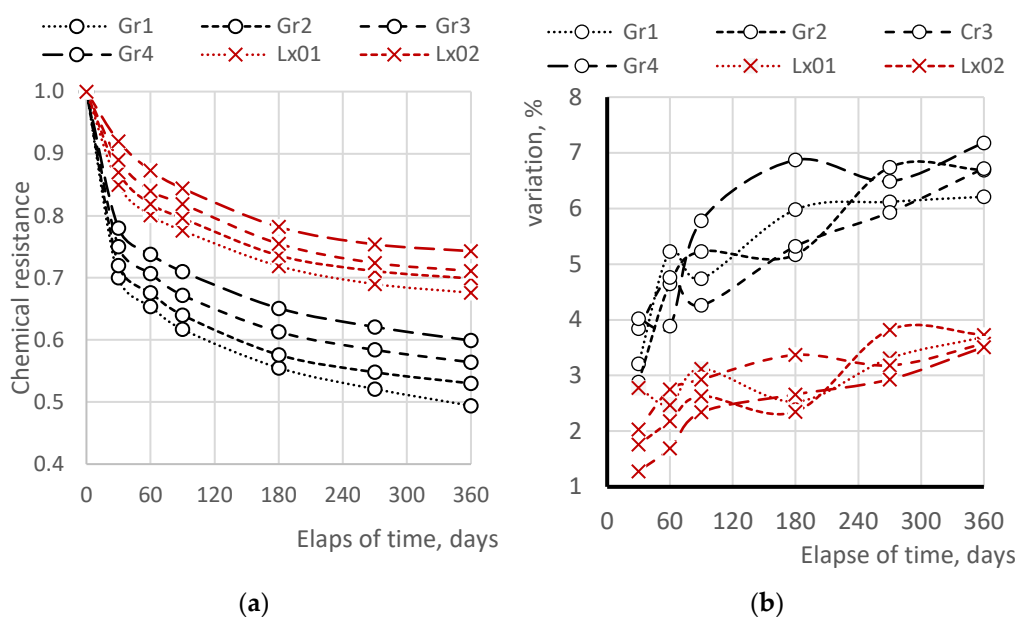 Gr1 Gr2 Gr3
Gr4 Lx01 Lx02
1.0
0.9
0.8
0.7
0.6
0.5
0.4
Chemical resistance
0 60 120 180 240 300 360
Elaps of time, days
(a)
Gr1 Gr2 Cr3
Gr4 Lx01 Lx02
8
7
6
5
4
3
2
1
variation, %
0 60 120 180 240 300 360
Elapse of time, days
(b)